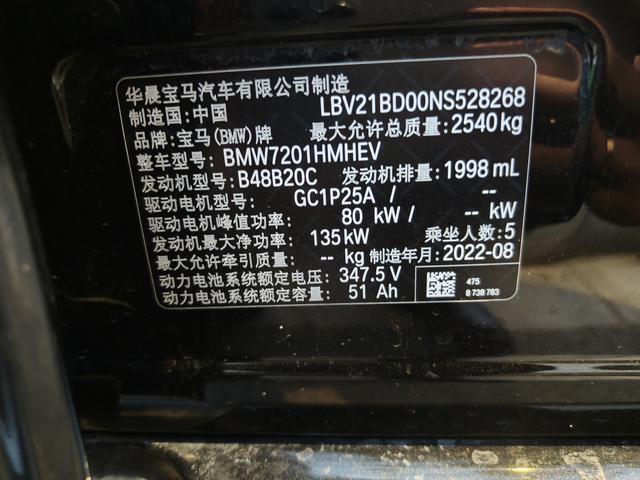 华晨宝马汽车有限公司制造
制造国:中国 LBV21BD00NS528268
品牌:宝马(BMW)牌 最大允许总质量:2540kg
整车型号:BMW7201HMHEV
发动机型号:B48B20C 发动机排量:1998 mL
驱动电机型号: GC1P25A / --
驱动电机峰值功率: 80 kW / -- kW
发动机最大净功率: 135kW 乘坐人数:5
最大允许牵引质量: -- kg 制造年月:2022-08
动力电池系统额定电压: 347.5 V
动力电池系统额定容量: 51 Ah
475
8 738 783